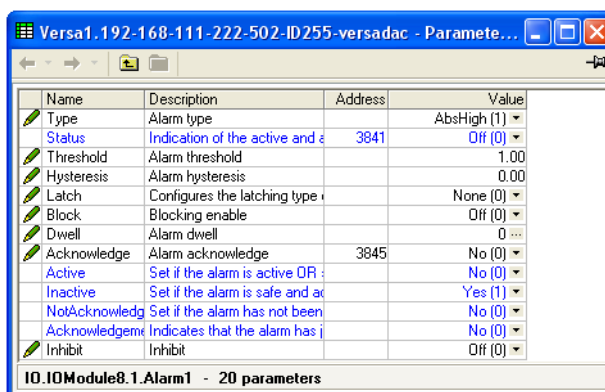 Versa1.192-168-111-222-502-ID255-versadac - Paramete...
Name Description Address Value
Type Alarm type AbsHigh (1)
Status Indication of the active and a 3841 Off (0)
Threshold Alarm threshold 1.00
Hysteresis Alarm hysteresis 0.00
Latch Configures the latching type None (0)
Block Blocking enable Off (0)
Dwell Alarm dwell 0 ...
Acknowledge Alarm acknowledge 3845 No (0)
Active Set if the alarm is active OR No (0)
Inactive Set if the alarm is safe and ac Yes (1)
NotAcknowledg Set if the alarm has not been No (0)
Acknowledgeme Indicates that the alarm has j No (0)
Inhibit Inhibit Off (0)
IO.IOModule8.1.Alarm1 - 20 parameters